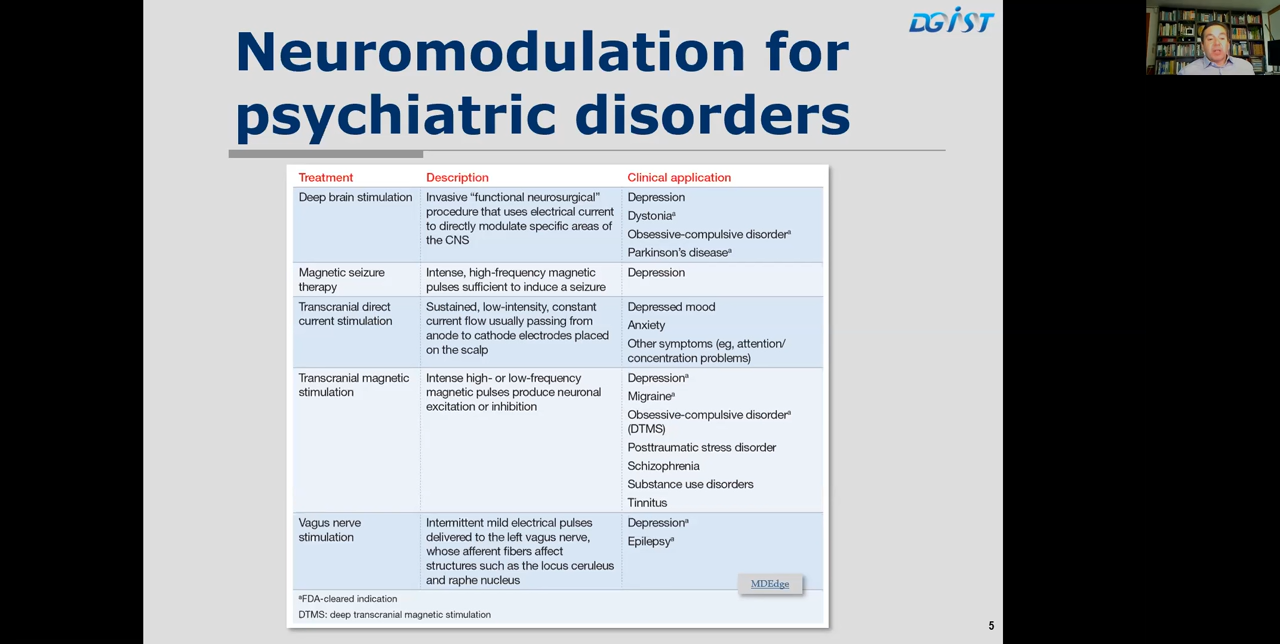 DGIST
Neuromodulation for
psychiatric disorders
Treatment Description Clinical application
Deep brain stimulation
Invasive “functional neurosurgical”
procedure that uses electrical current
to directly modulate specific areas of
the CNS
Depression
Dystoniaᵃ
Obsessive-compulsive disorderᵃ
Parkinson’s diseaseᵃ
Magnetic seizure
therapy
Intense, high-frequency magnetic
pulses sufficient to induce a seizure
Depression
Transcranial direct
current stimulation
Sustained, low-intensity, constant
current flow usually passing from
anode to cathode electrodes placed
on the scalp
Depressed mood
Anxiety
Other symptoms (eg, attention/
concentration problems)
Transcranial magnetic
stimulation
Intense high- or low-frequency
magnetic pulses produce neuronal
excitation or inhibition
Depressionᵃ
Migraineᵃ
Obsessive-compulsive disorderᵃ
(DTMS)
Posttraumatic stress disorder
Schizophrenia
Substance use disorders
Tinnitus
Vagus nerve
stimulation
Intermittent mild electrical pulses
delivered to the left vagus nerve,
whose afferent fibers affect
structures such as the locus ceruleus
and raphe nucleus
Depressionᵃ
Epilepsyᵃ
MDEdge
ᵃFDA-cleared indication
DTMS: deep transcranial magnetic stimulation
5